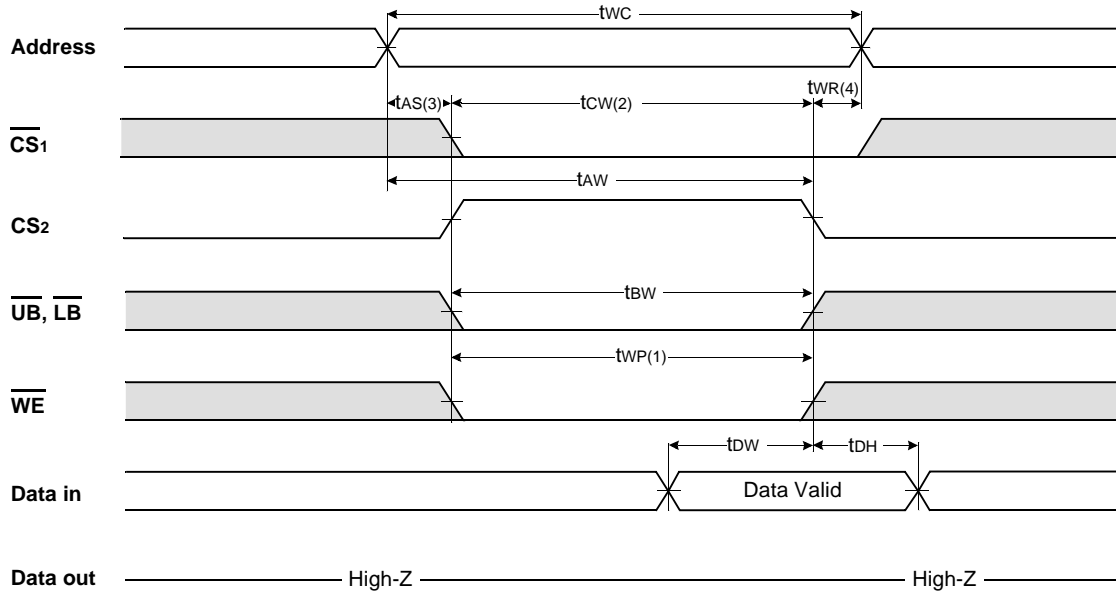 tWC
Address
tAS(3) tCW(2) tWR(4)
CS1
tAW
CS2
tBW
UB, LB
tWP(1)
WE
tDW tDH
Data in Data Valid
Data out High-Z High-Z